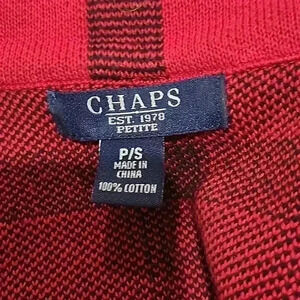 CHAPS
EST. 1978
PETITE
P/S
MADE IN
CHINA
100% COTTON